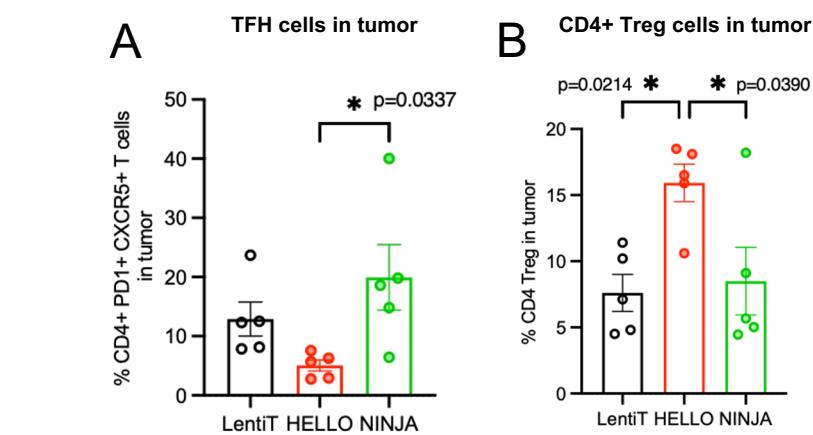 A
TFH cells in tumor
* p=0.0337
% CD4+ PD1+ CXCR5+ T cells
in tumor
50
40
30
20
10
0
LentiT HELLO NINJA
B
CD4+ Treg cells in tumor
p=0.0214 * * p=0.0390
% CD4 Treg in tumor
20
15
10
5
0
LentiT HELLO NINJA